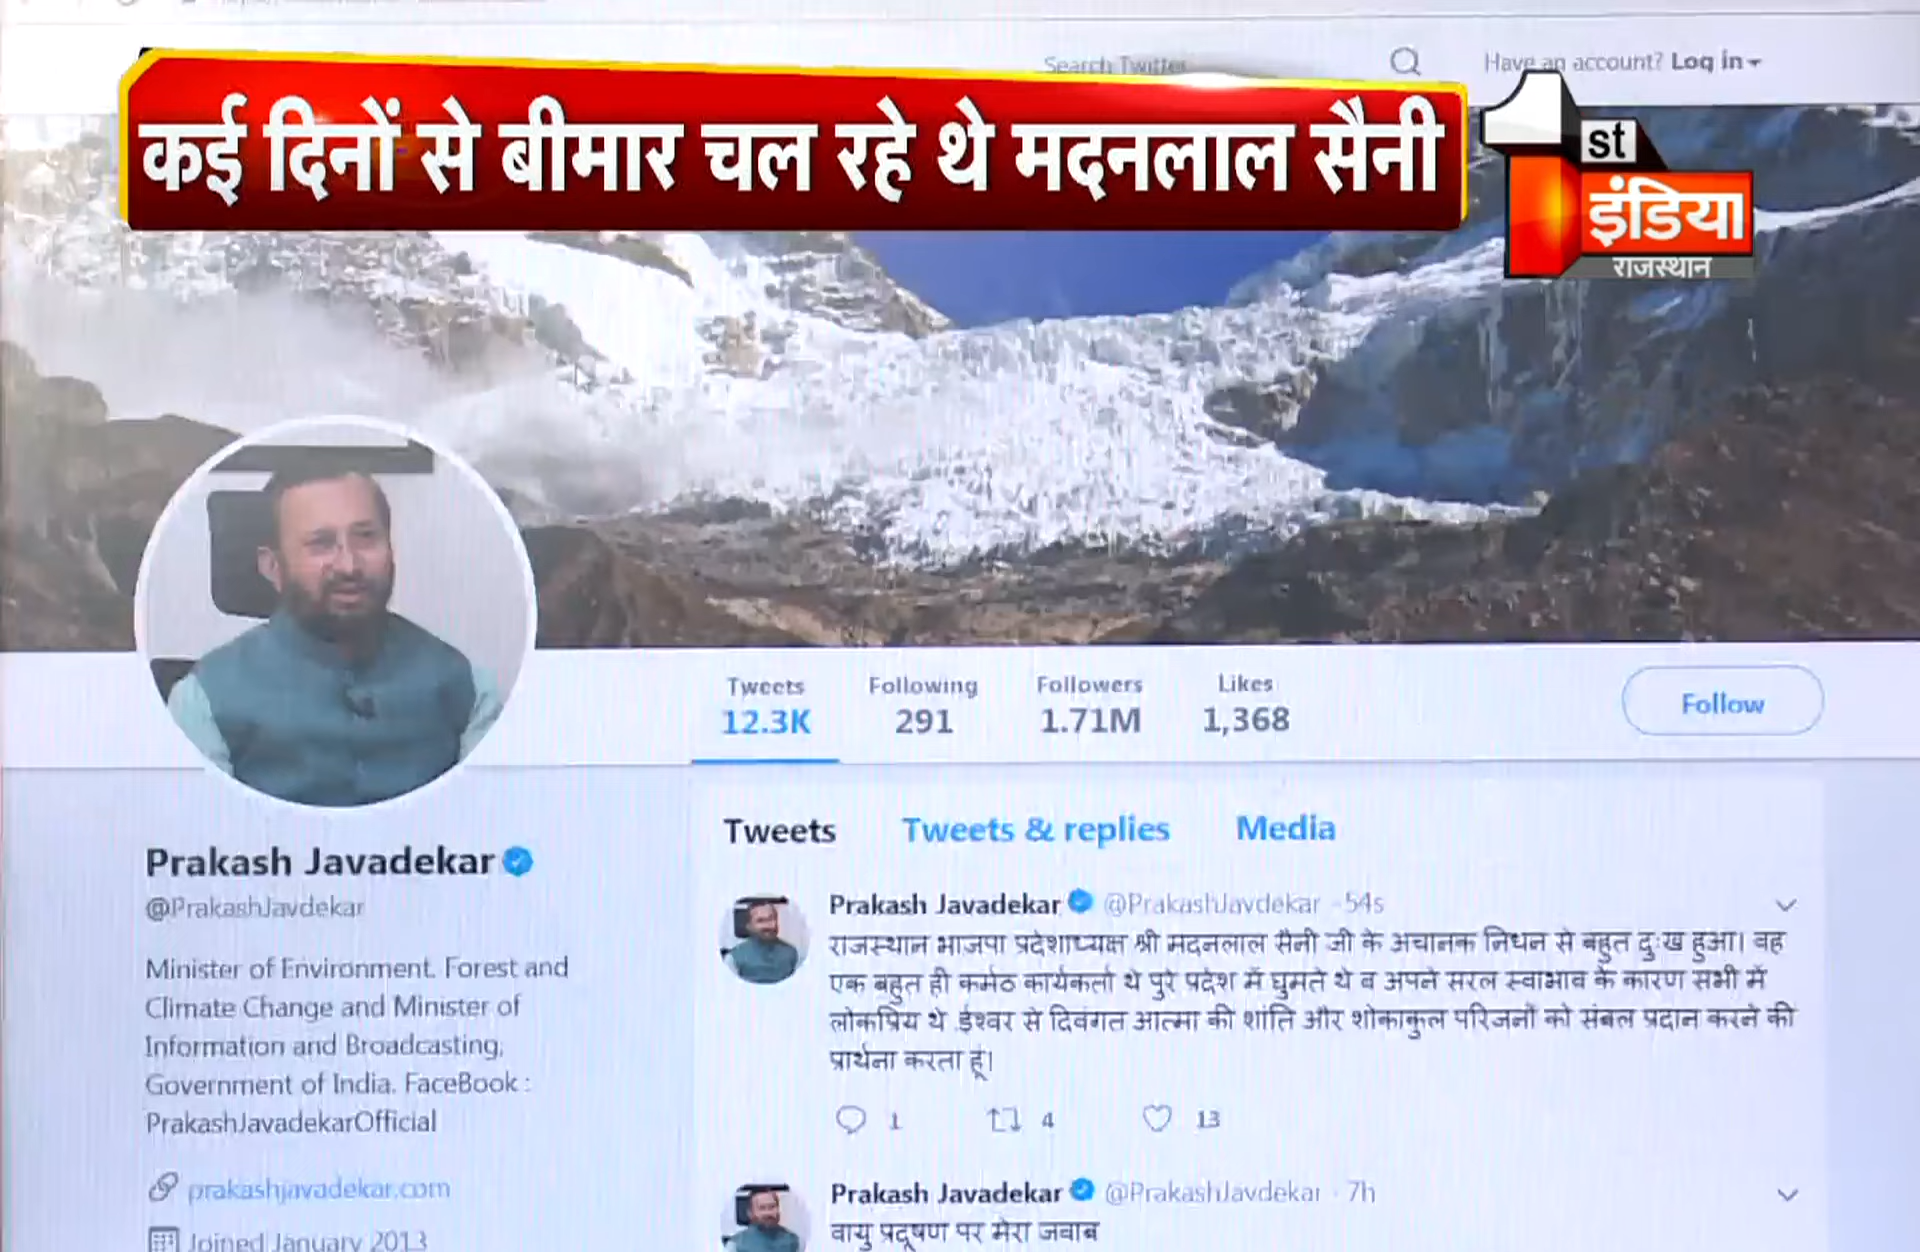 Search Twitter
Have an account? Log in
कई दिनों से बीमार चल रहे थे मदनलाल सैनी
1st
इंडिया
राजस्थान
Tweets
12.3K
Following
291
Followers
1.71M
Likes
1,368
Follow
Prakash Javadekar
@PrakashJavdekar
Minister of Environment. Forest and
Climate Change and Minister of
Information and Broadcasting,
Government of India. FaceBook :
PrakashJavadekarOfficial
prakashjavadekar.com
Joined January 2013
Tweets Tweets & replies Media
Prakash Javadekar @PrakashJavdekar · 54s
राजस्थान भाजपा प्रदेशाध्यक्ष श्री मदनलाल सैनी जी के अचानक निधन से बहुत दुःख हुआ। वह
एक बहुत ही कर्मठ कार्यकर्ता थे पुरे प्रदेश में घुमते थे व अपने सरल स्वाभाव के कारण सभी में
लोकप्रिय थे .ईश्वर से दिवंगत आत्मा की शांति और शोकाकुल परिजनों को संबल प्रदान करने की
प्रार्थना करता हूं।
1 4 13
Prakash Javadekar @PrakashJavdekar · 7h
वायु प्रदूषण पर मेरा जवाब